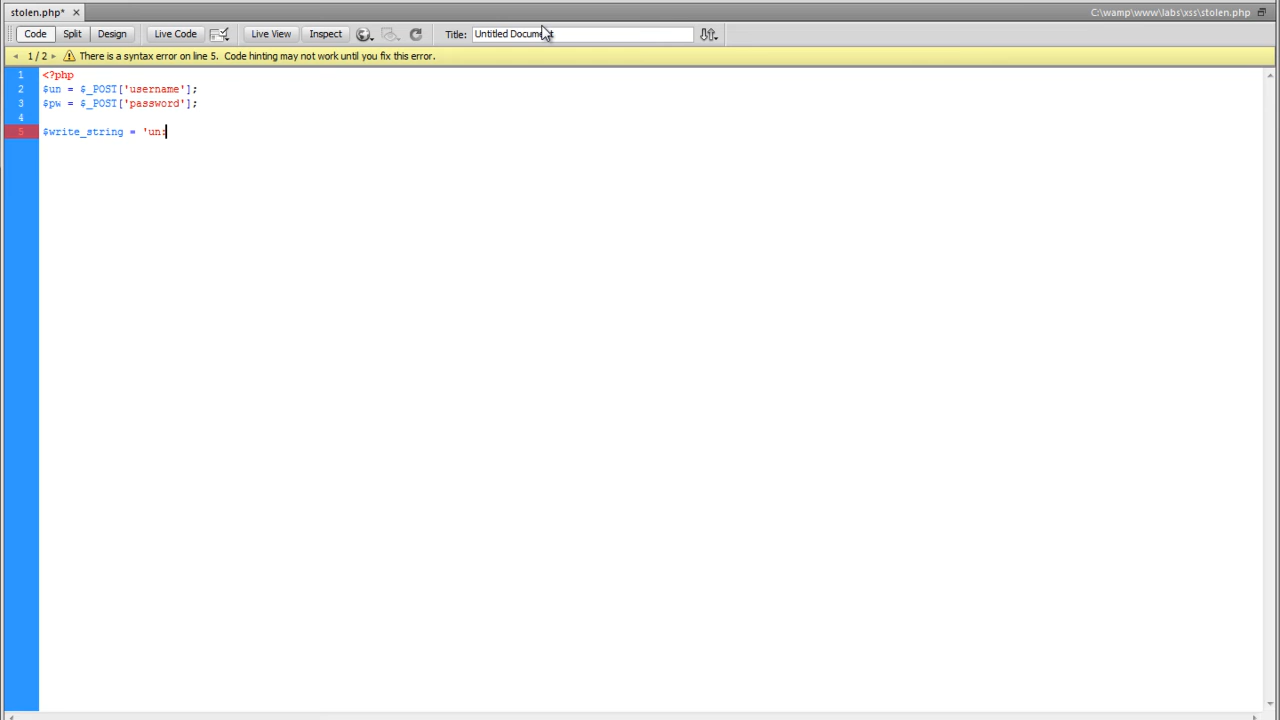 stolen.php*
C:\wamp\www\labs\xss\stolen.php
Code Split Design Live Code Live View Inspect Title: Untitled Document
1 / 2 There is a syntax error on line 5. Code hinting may not work until you fix this error.
1 <?php
2 $un = $_POST['username'];
3 $pw = $_POST['password'];
4
5 $write_string = 'un: